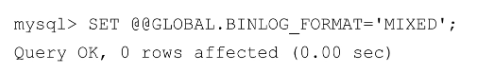 mysql> SET @@GLOBAL.BINLOG_FORMAT='MIXED';
Query OK, 0 rows affected (0.00 sec)